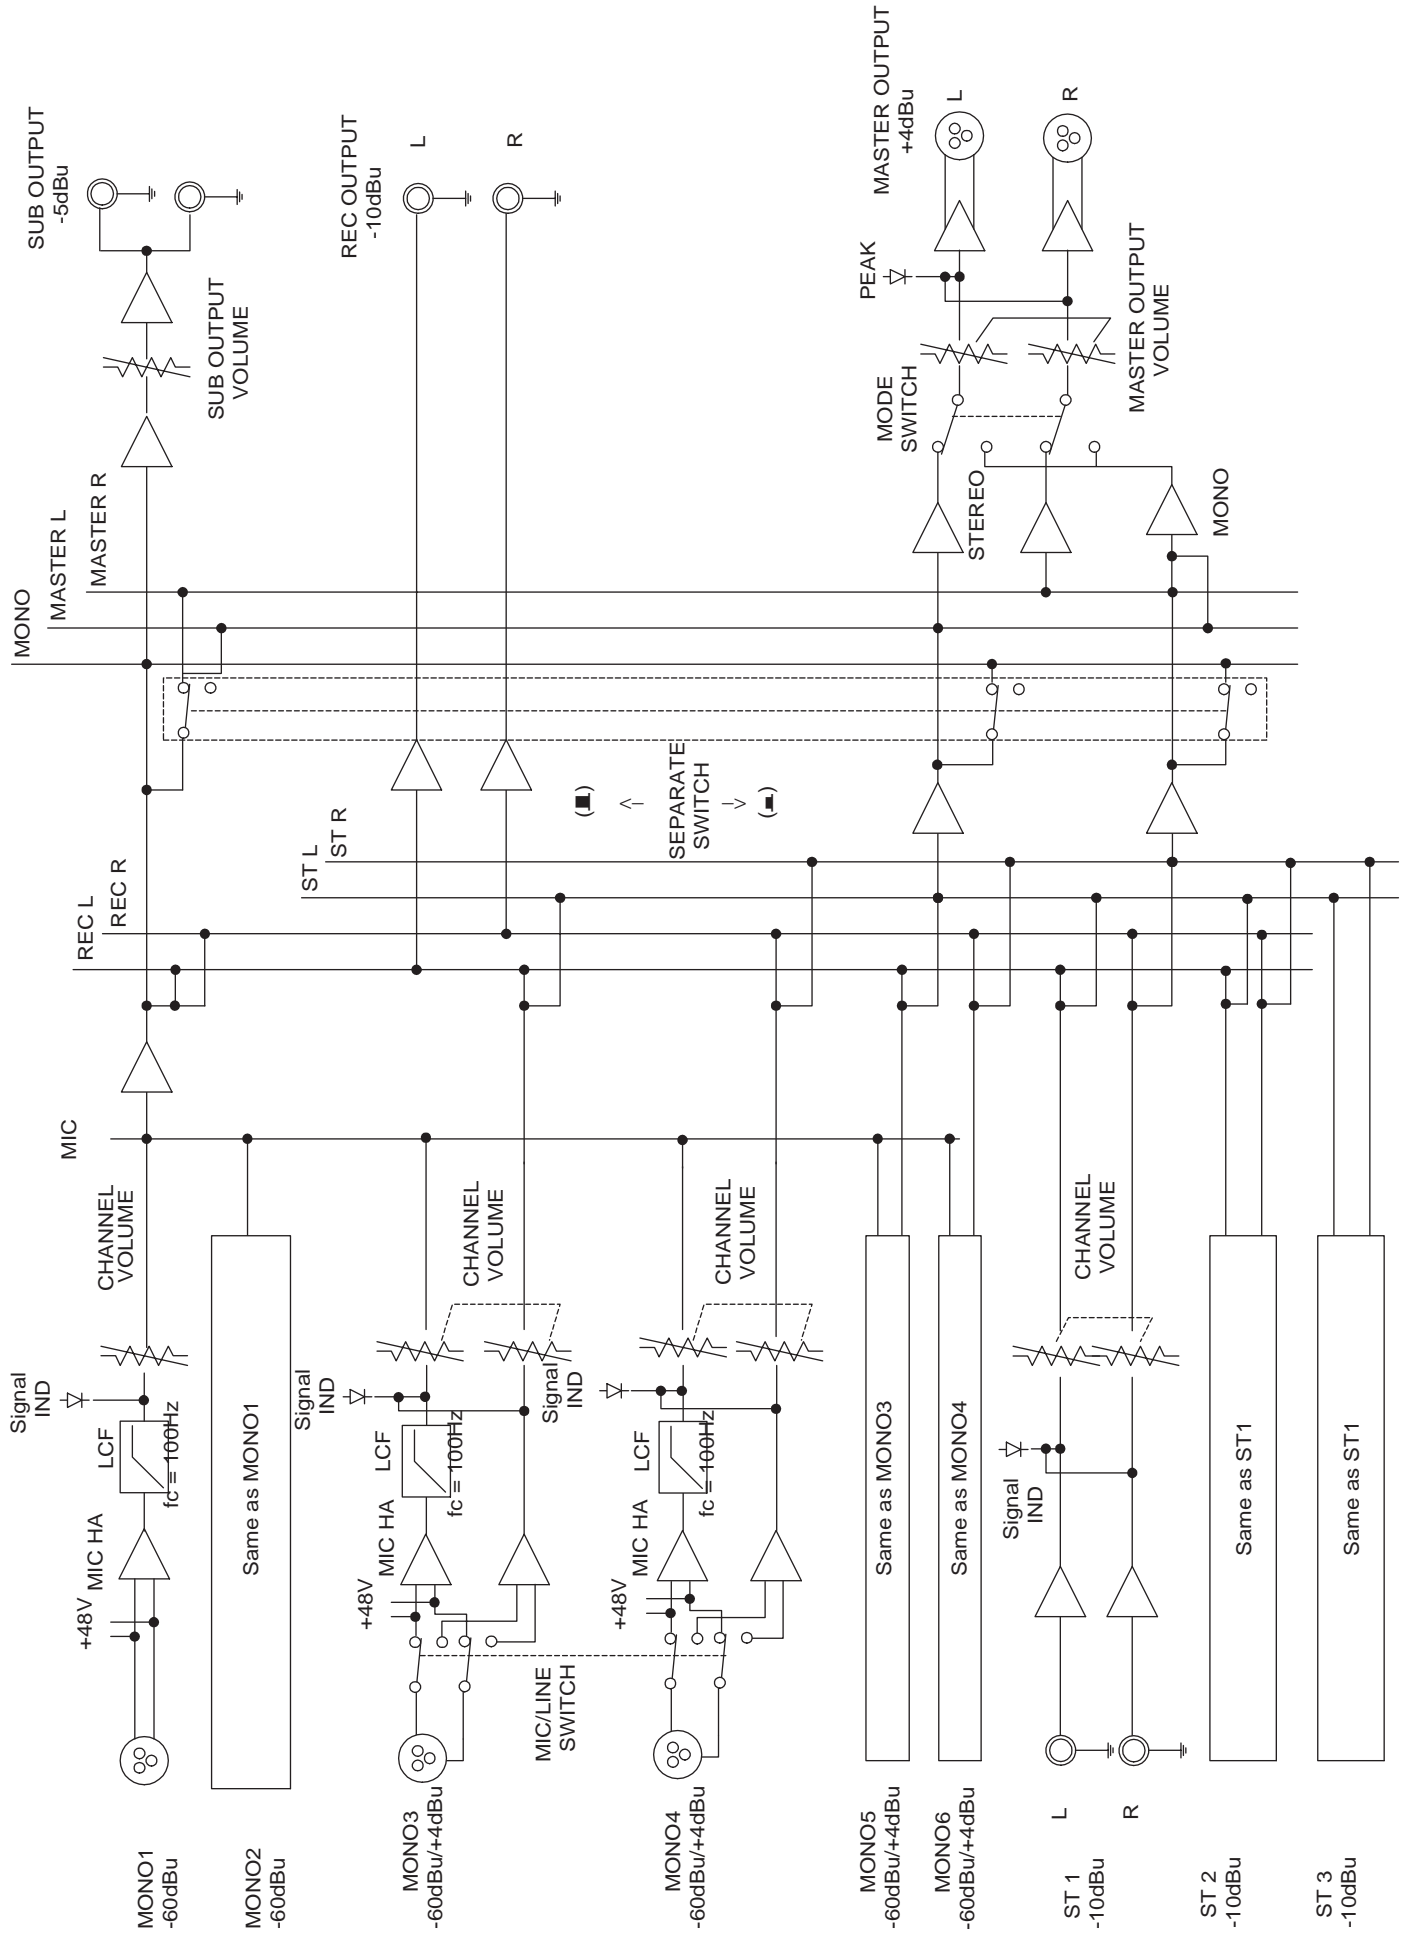 MONO1
-60dBu
+48V
MIC HA
LCF
fc = 100Hz
Signal
IND
CHANNEL
VOLUME
MIC
REC L
REC R
MONO
MASTER L
MASTER R
SUB OUTPUT
VOLUME
SUB OUTPUT
-5dBu
MONO2
-60dBu
Same as MONO1
MONO3
-60dBu/+4dBu
+48V
MIC HA
LCF
fc = 100Hz
Signal
IND
CHANNEL
VOLUME
ST L
ST R
REC OUTPUT
-10dBu
L
R
MIC/LINE
SWITCH
MONO4
-60dBu/+4dBu
+48V
MIC HA
LCF
fc = 100Hz
Signal
IND
CHANNEL
VOLUME
SEPARATE
SWITCH
<–
–>
MONO5
-60dBu/+4dBu
Same as MONO3
MONO6
-60dBu/+4dBu
Same as MONO4
STEREO
MODE
SWITCH
PEAK
MASTER OUTPUT
+4dBu
L
R
MASTER OUTPUT
VOLUME
MONO
ST 1
-10dBu
L
R
Signal
IND
CHANNEL
VOLUME
ST 2
-10dBu
Same as ST1
ST 3
-10dBu
Same as ST1